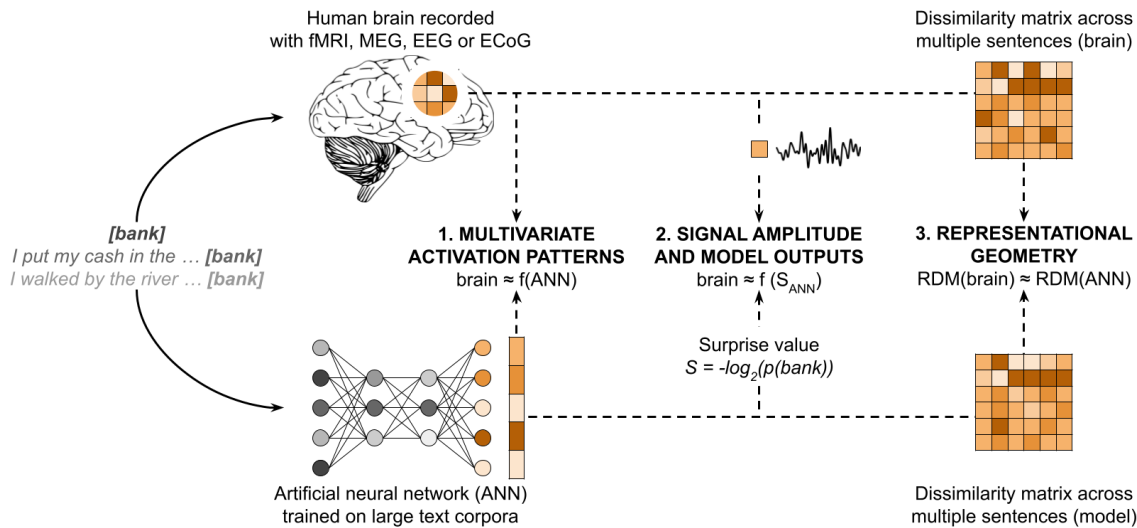 Human brain recorded
with fMRI, MEG, EEG or ECoG
Dissimilarity matrix across
multiple sentences (brain)
[bank]
I put my cash in the … [bank]
I walked by the river … [bank]
1. MULTIVARIATE
ACTIVATION PATTERNS
brain ≈ f(ANN)
2. SIGNAL AMPLITUDE
AND MODEL OUTPUTS
brain ≈ f (S_ANN)
3. REPRESENTATIONAL
GEOMETRY
RDM(brain) ≈ RDM(ANN)
Surprise value
S = -log₂(p(bank))
Artificial neural network (ANN)
trained on large text corpora
Dissimilarity matrix across
multiple sentences (model)